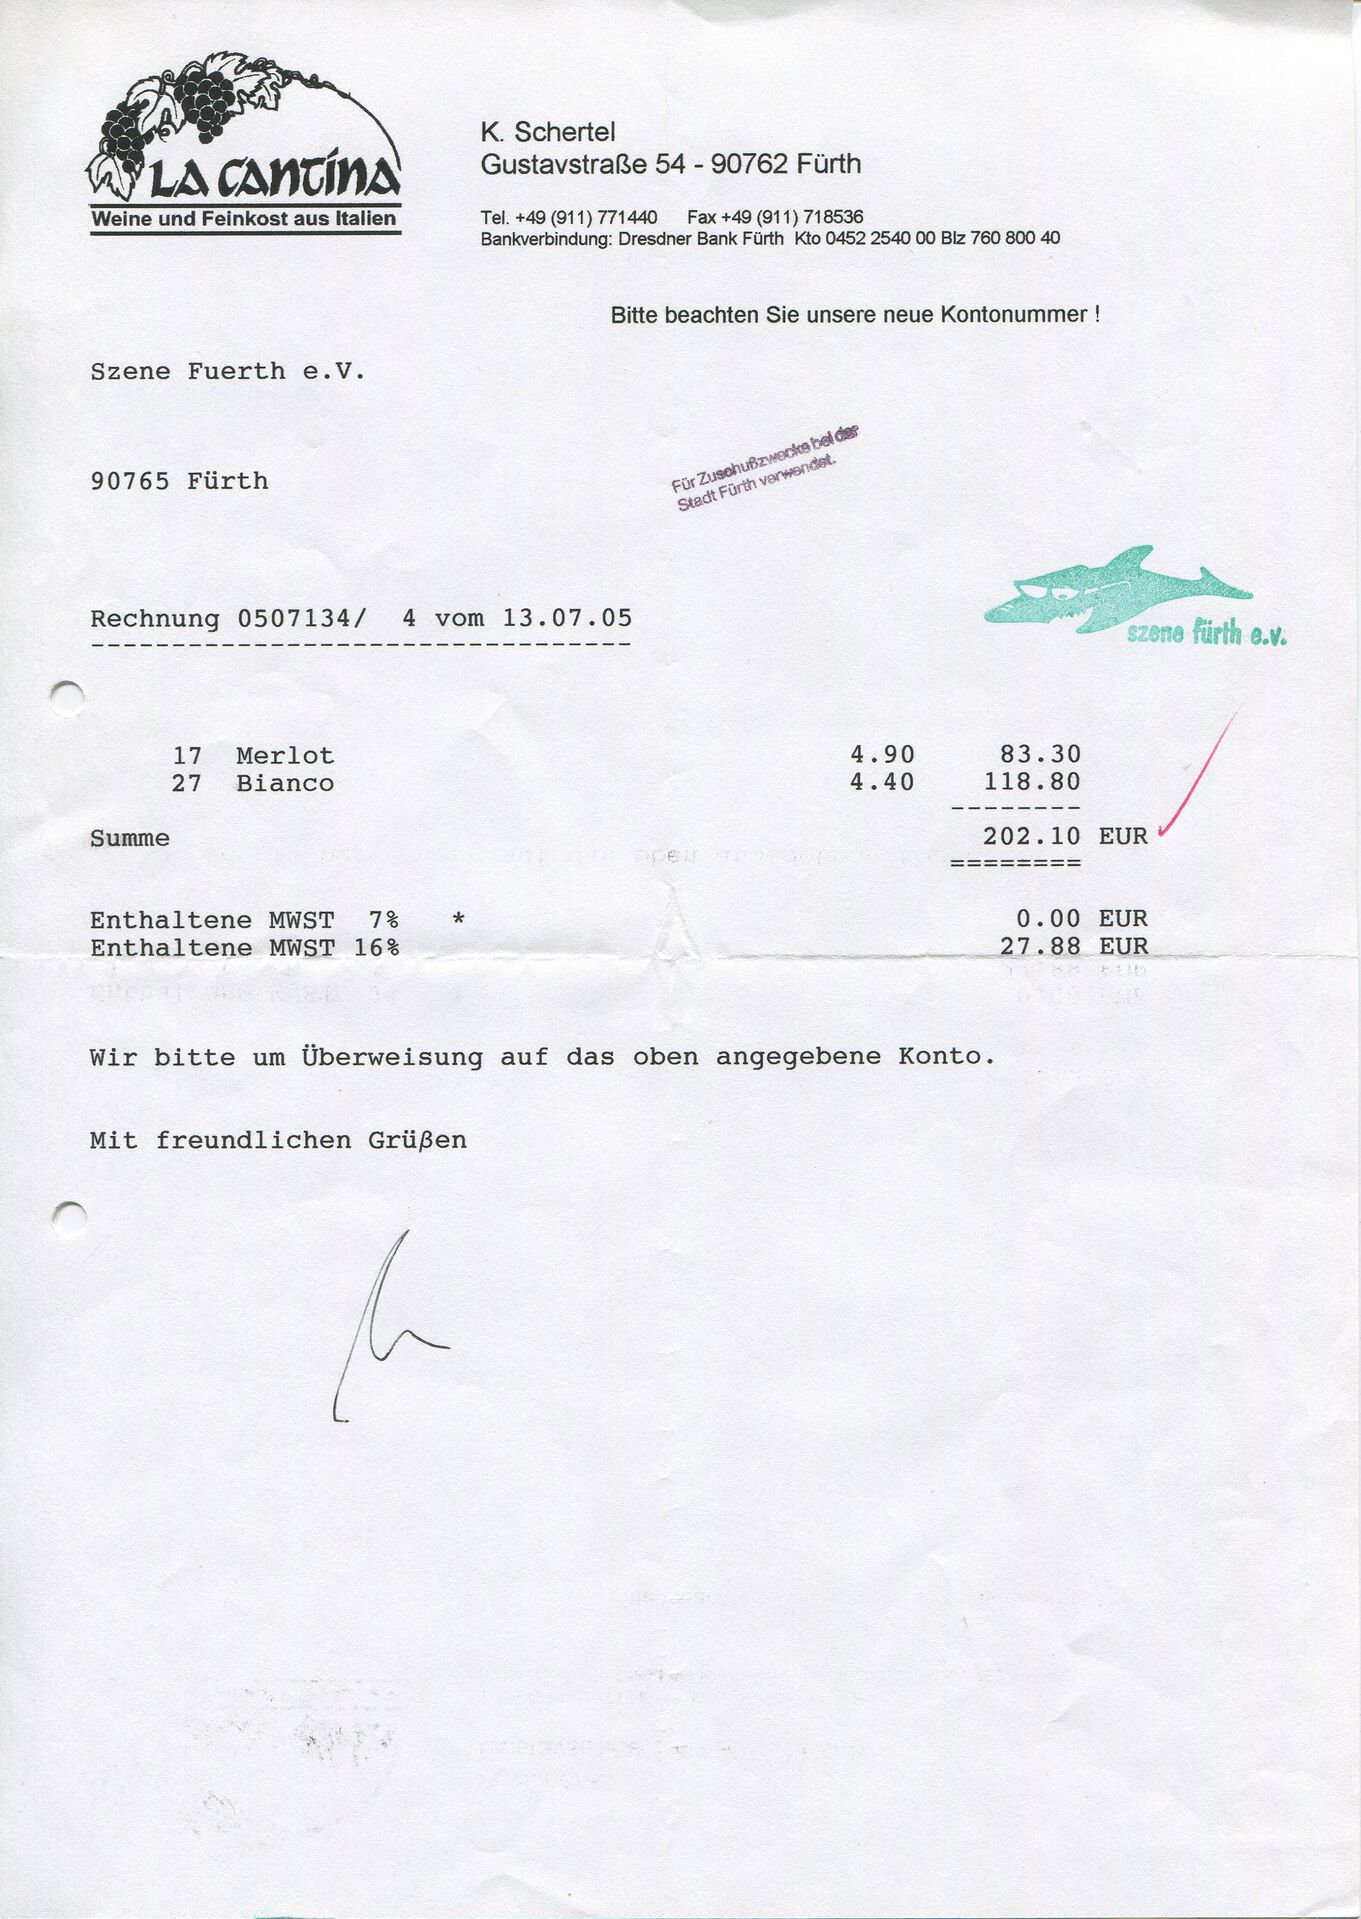 LA CANTINA
Weine und Feinkost aus Italien
K. Schertel
Gustavstraße 54 - 90762 Fürth
Tel. +49 (911) 771440 Fax +49 (911) 718536
Bankverbindung: Dresdner Bank Fürth Kto 0452 2540 00 Blz 760 800 40
Bitte beachten Sie unsere neue Kontonummer !
Szene Fuerth e.V.
90765 Fürth
Für Zuschußzwecke bei der
Stadt Fürth verwendet.
szene fürth e.v.
Rechnung 0507134/ 4 vom 13.07.05
---------------------------------
17 Merlot 4.90 83.30
27 Bianco 4.40 118.80
--------
Summe 202.10 EUR
========
Enthaltene MWST 7% * 0.00 EUR
Enthaltene MWST 16% 27.88 EUR
Wir bitte um Überweisung auf das oben angegebene Konto.
Mit freundlichen Grüßen